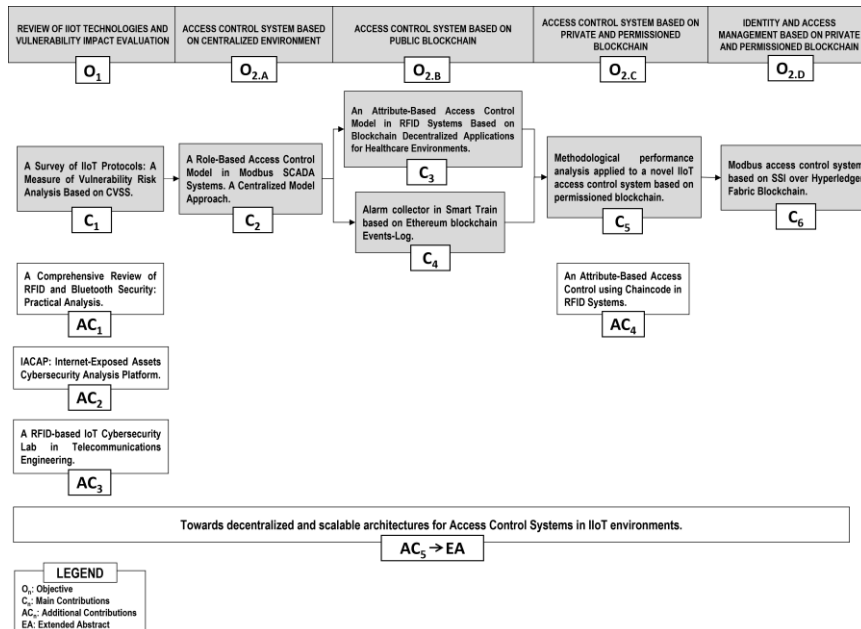 REVIEW OF IIOT TECHNOLOGIES AND
VULNERABILITY IMPACT EVALUATION
O1
ACCESS CONTROL SYSTEM BASED
ON CENTRALIZED ENVIRONMENT
O2.A
ACCESS CONTROL SYSTEM BASED ON
PUBLIC BLOCKCHAIN
O2.B
ACCESS CONTROL SYSTEM BASED ON
PRIVATE AND PERMISSIONED
BLOCKCHAIN
O2.C
IDENTITY AND ACCESS
MANAGEMENT BASED ON PRIVATE
AND PERMISSIONED BLOCKCHAIN
O2.D
A Survey of IIoT Protocols: A
Measure of Vulnerability Risk
Analysis Based on CVSS.
C1
A Role-Based Access Control
Model in Modbus SCADA
Systems. A Centralized Model
Approach.
C2
An Attribute-Based Access Control
Model in RFID Systems Based on
Blockchain Decentralized Applications
for Healthcare Environments.
C3
Alarm collector in Smart Train
based on Ethereum blockchain
Events-Log.
C4
Methodological performance
analysis applied to a novel IIoT
access control system based on
permissioned blockchain.
C5
Modbus access control system
based on SSI over Hyperledger
Fabric Blockchain.
C6
A Comprehensive Review of
RFID and Bluetooth Security:
Practical Analysis.
AC1
An Attribute-Based Access
Control using Chaincode in
RFID Systems.
AC4
IACAP: Internet-Exposed Assets
Cybersecurity Analysis Platform.
AC2
A RFID-based IoT Cybersecurity
Lab in Telecommunications
Engineering.
AC3
Towards decentralized and scalable architectures for Access Control Systems in IIoT environments.
AC5→EA
LEGEND
On: Objective
Cn: Main Contributions
ACn: Additional Contributions
EA: Extended Abstract